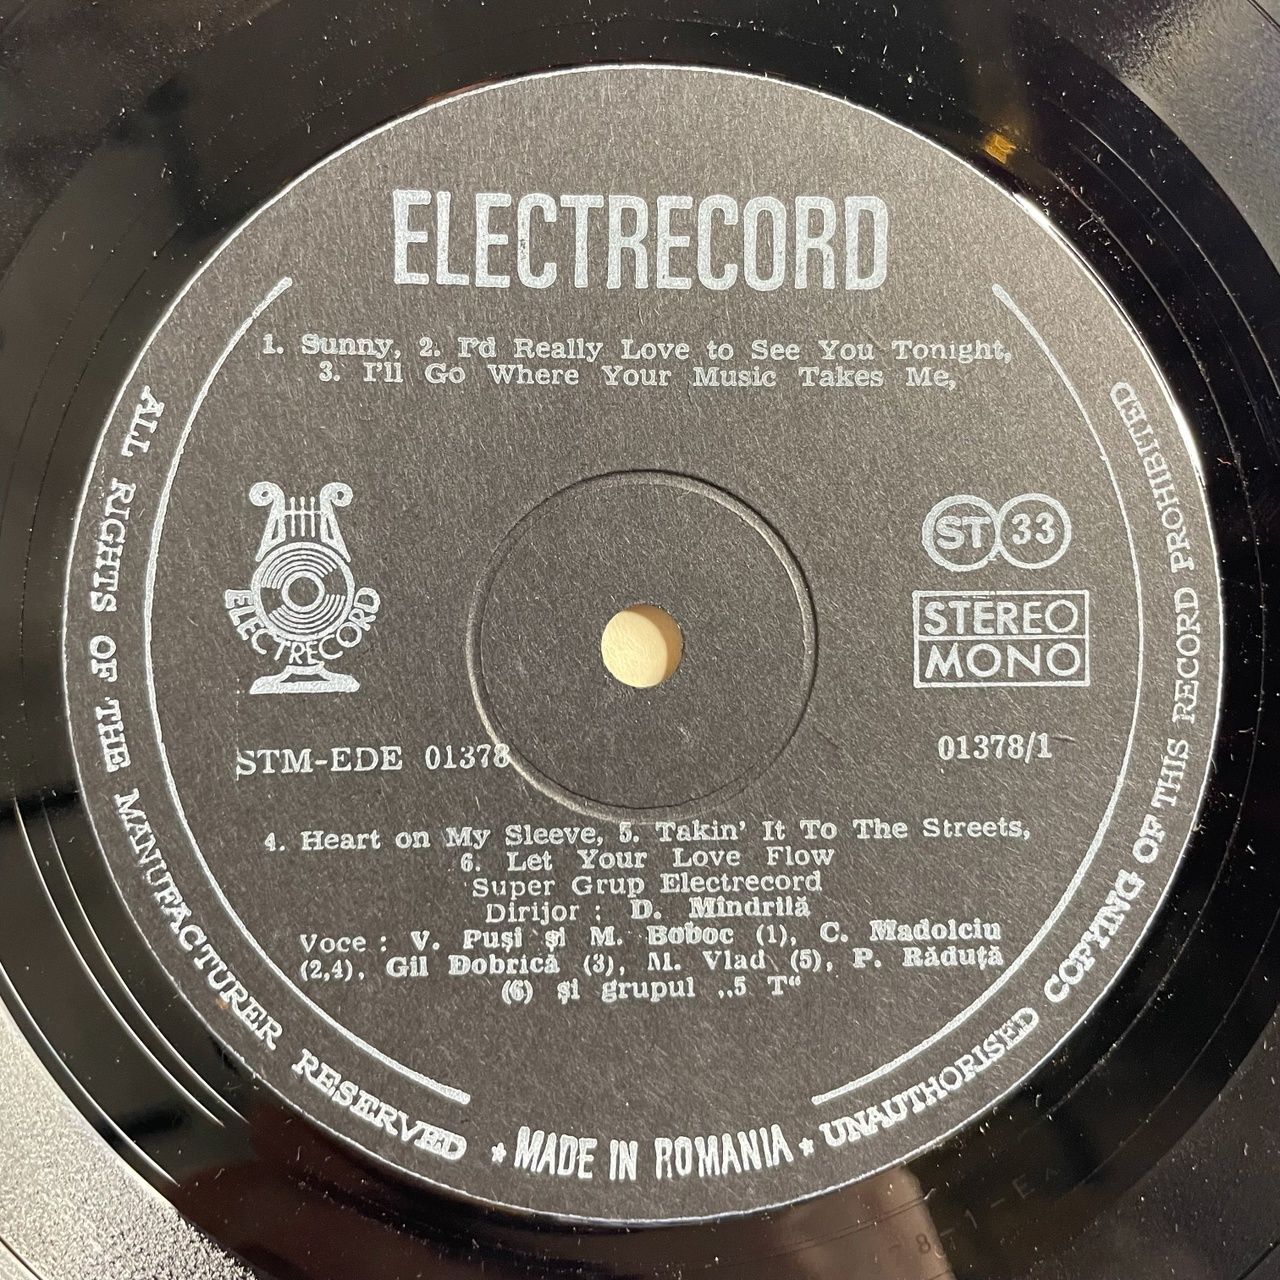 ELECTRECORD
1. Sunny, 2. I'd Really Love to See You Tonight,
3. I'll Go Where Your Music Takes Me,
ELECTRECORD
ST 33
STEREO
MONO
STM-EDE 01378
01378/1
4. Heart on My Sleeve, 5. Takin' It To The Streets,
6. Let Your Love Flow
Super Grup Electrecord
Dirijor : D. Mîndrilă
Voce : V. Puși și M. Boboc (1), C. Madolciu
(2,4), Gil Dobrică (3), M. Vlad (5), P. Răduță
(6) și grupul „5 T“
ALL RIGHTS OF THE MANUFACTURER RESERVED * MADE IN ROMANIA * UNAUTHORISED COPYING OF THIS RECORD PROHIBITED